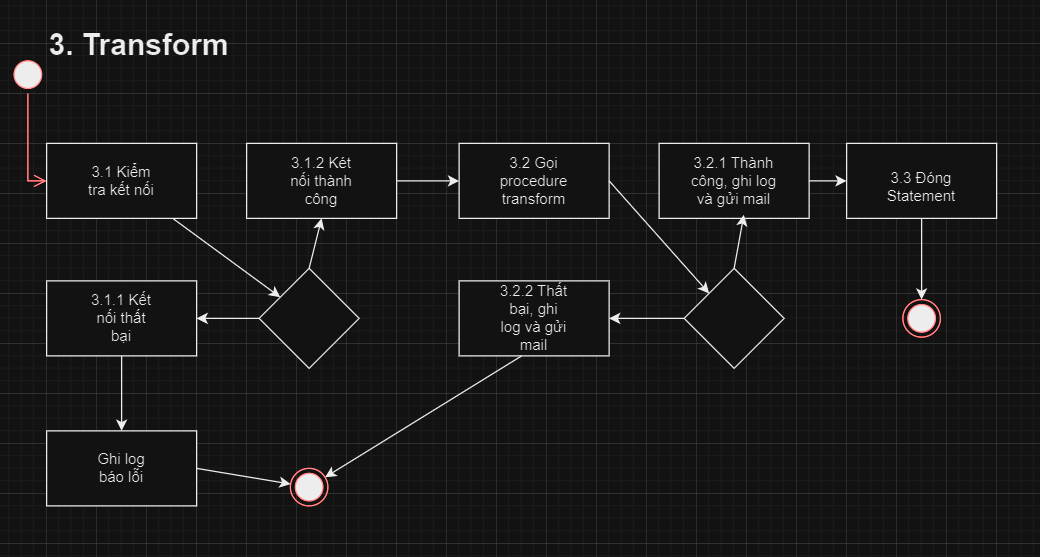 3. Transform
3.1 Kiểm
tra kết nối
3.1.2 Két
nối thành
công
3.2 Gọi
procedure
transform
3.2.1 Thành
công, ghi log
và gửi mail
3.3 Đóng
Statement
3.1.1 Kết
nối thất
bại
3.2.2 Thất
bại, ghi
log và gửi
mail
Ghi log
báo lỗi